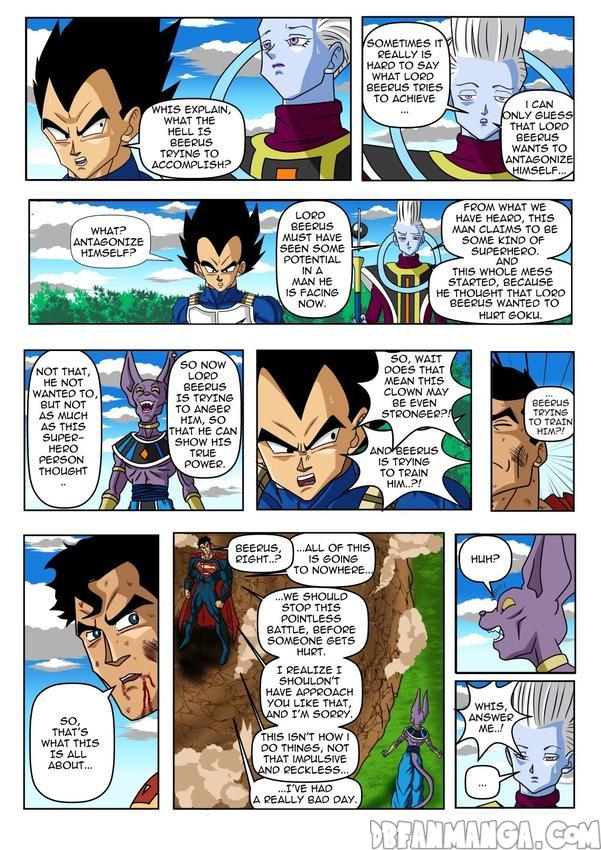 WHIS EXPLAIN,
WHAT THE
HELL IS
BEERUS
TRYING TO
ACCOMPLISH?
SOMETIMES IT
REALLY IS
HARD TO SAY
WHAT LORD
BEERUS TRIES
TO ACHIEVE
...
I CAN
ONLY GUESS
THAT LORD
BEERUS
WANTS TO
ANTAGONIZE
HIMSELF...
WHAT?
ANTAGONIZE
HIMSELF?
LORD
BEERUS
MUST HAVE
SEEN SOME
POTENTIAL
IN A
MAN HE
IS FACING
NOW.
FROM WHAT WE
HAVE HEARD, THIS
MAN CLAIMS TO BE
SOME KIND OF
SUPERHERO.
AND
THIS WHOLE MESS
STARTED, BECAUSE
HE THOUGHT THAT LORD
BEERUS WANTED TO
HURT GOKU.
NOT THAT,
HE NOT
WANTED TO,
BUT NOT
AS MUCH
AS THIS
SUPER-
HERO
PERSON
THOUGHT
..
SO NOW
LORD
BEERUS
IS TRYING
TO ANGER
HIM, SO
THAT HE CAN
SHOW HIS
TRUE
POWER.
SO, WAIT
DOES THAT
MEAN THIS
CLOWN MAY
BE EVEN
STRONGER?!
AND BEERUS
IS TRYING
TO TRAIN
HIM..?!
...
BEERUS
TRYING
TO TRAIN
HIM?!
SO,
THAT'S
WHAT THIS
IS ALL
ABOUT...
BEERUS,
RIGHT..?
...ALL OF THIS
IS GOING
TO NOWHERE...
...WE SHOULD
STOP THIS
POINTLESS
BATTLE, BEFORE
SOMEONE GETS
HURT.
I REALIZE I
SHOULDN'T
HAVE APPROACH
YOU LIKE THAT,
AND I'M SORRY.
THIS ISN'T HOW I
DO THINGS, NOT
THAT IMPULSIVE
AND RECKLESS...
...I'VE HAD
A REALLY BAD DAY.
HUH?
WHIS,
ANSWER
ME..!
...
DBFANMANGA.COM